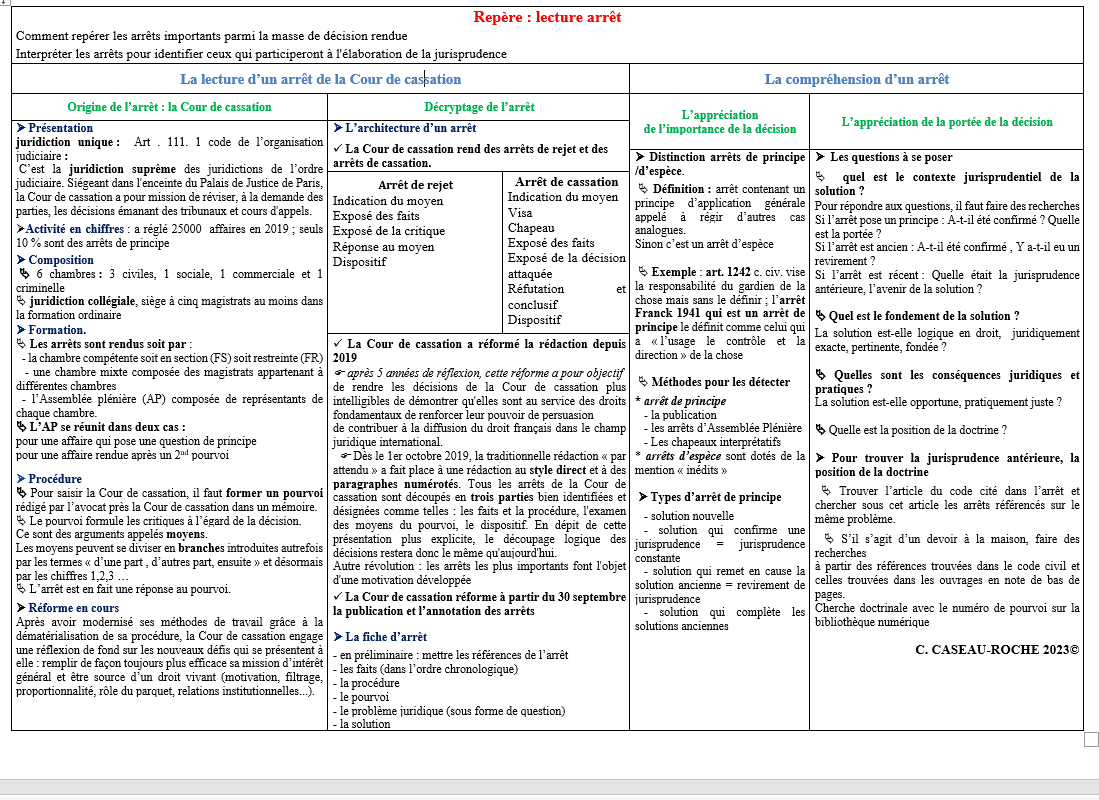 Repère : lecture arrêt
Comment repérer les arrêts importants parmi la masse de décision rendue
Interpréter les arrêts pour identifier ceux qui participeront à l'élaboration de la jurisprudence
La lecture d'un arrêt de la Cour de cassation
La compréhension d'un arrêt
Origine de l'arrêt : la Cour de cassation
➢ Présentation
juridiction unique : Art . 111. 1 code de l'organisation
judiciaire :
C'est la juridiction suprême des juridictions de l'ordre
judiciaire. Siégeant dans l'enceinte du Palais de Justice de Paris,
la Cour de cassation a pour mission de réviser, à la demande des
parties, les décisions émanant des tribunaux et cours d'appels.
➢Activité en chiffres : a réglé 25000 affaires en 2019 ; seuls
10 % sont des arrêts de principe
➢ Composition
↳ 6 chambres : 3 civiles, 1 sociale, 1 commerciale et 1
criminelle
↳ juridiction collégiale, siège à cinq magistrats au moins dans
la formation ordinaire
➢ Formation.
↳ Les arrêts sont rendus soit par :
- la chambre compétente soit en section (FS) soit restreinte (FR)
- une chambre mixte composée des magistrats appartenant à
différentes chambres
- l'Assemblée plénière (AP) composée de représentants de
chaque chambre.
↳ L'AP se réunit dans deux cas :
pour une affaire qui pose une question de principe
pour une affaire rendue après un 2nd pourvoi
➢ Procédure
↳ Pour saisir la Cour de cassation, il faut former un pourvoi
rédigé par l'avocat près la Cour de cassation dans un mémoire.
↳ Le pourvoi formule les critiques à l'égard de la décision.
Ce sont des arguments appelés moyens.
Les moyens peuvent se diviser en branches introduites autrefois
par les termes « d'une part , d'autres part, ensuite » et désormais
par les chiffres 1,2,3 …
↳ L'arrêt est en fait une réponse au pourvoi.
➢ Réforme en cours
Après avoir modernisé ses méthodes de travail grâce à la
dématérialisation de sa procédure, la Cour de cassation engage
une réflexion de fond sur les nouveaux défis qui se présentent à
elle : remplir de façon toujours plus efficace sa mission d'intérêt
général et être source d'un droit vivant (motivation, filtrage,
proportionnalité, rôle du parquet, relations institutionnelles...).
Décryptage de l'arrêt
➢ L'architecture d'un arrêt
✓ La Cour de cassation rend des arrêts de rejet et des
arrêts de cassation.
Arrêt de rejet
Indication du moyen
Exposé des faits
Exposé de la critique
Réponse au moyen
Dispositif
Arrêt de cassation
Indication du moyen
Visa
Chapeau
Exposé des faits
Exposé de la décision
attaquée
Réfutation et
conclusif
Dispositif
✓ La Cour de cassation a réformé la rédaction depuis
2019
☞ après 5 années de réflexion, cette réforme a pour objectif
de rendre les décisions de la Cour de cassation plus
intelligibles de démontrer qu'elles sont au service des droits
fondamentaux de renforcer leur pouvoir de persuasion
de contribuer à la diffusion du droit français dans le champ
juridique international.
☞ Dès le 1er octobre 2019, la traditionnelle rédaction « par
attendu » a fait place à une rédaction au style direct et à des
paragraphes numérotés. Tous les arrêts de la Cour de
cassation sont découpés en trois parties bien identifiées et
désignées comme telles : les faits et la procédure, l'examen
des moyens du pourvoi, le dispositif. En dépit de cette
présentation plus explicite, le découpage logique des
décisions restera donc le même qu'aujourd'hui.
Autre révolution : les arrêts les plus importants font l'objet
d'une motivation développée
✓ La Cour de cassation réforme à partir du 30 septembre
la publication et l'annotation des arrêts
➢ La fiche d'arrêt
- en préliminaire : mettre les références de l'arrêt
- les faits (dans l'ordre chronologique)
- la procédure
- le pourvoi
- le problème juridique (sous forme de question)
- la solution
L'appréciation
de l'importance de la décision
➢ Distinction arrêts de principe
/d'espèce.
↳ Définition : arrêt contenant un
principe d'application générale
appelé à régir d'autres cas
analogues.
Sinon c'est un arrêt d'espèce
↳ Exemple : art. 1242 c. civ. vise
la responsabilité du gardien de la
chose mais sans le définir ; l'arrêt
Franck 1941 qui est un arrêt de
principe le définit comme celui qui
a « l'usage le contrôle et la
direction » de la chose
↳ Méthodes pour les détecter
* arrêt de principe
- la publication
- les arrêts d'Assemblée Plénière
- Les chapeaux interprétatifs
* arrêts d'espèce sont dotés de la
mention « inédits »
➢ Types d'arrêt de principe
- solution nouvelle
- solution qui confirme une
jurisprudence = jurisprudence
constante
- solution qui remet en cause la
solution ancienne = revirement de
jurisprudence
- solution qui complète les
solutions anciennes
L'appréciation de la portée de la décision
➢ Les questions à se poser
↳ quel est le contexte jurisprudentiel de la
solution ?
Pour répondre aux questions, il faut faire des recherches
Si l'arrêt pose un principe : A-t-il été confirmé ? Quelle
est la portée ?
Si l'arrêt est ancien : A-t-il été confirmé , Y a-t-il eu un
revirement ?
Si l'arrêt est récent : Quelle était la jurisprudence
antérieure, l'avenir de la solution ?
↳ Quel est le fondement de la solution ?
La solution est-elle logique en droit, juridiquement
exacte, pertinente, fondée ?
↳ Quelles sont les conséquences juridiques et
pratiques ?
La solution est-elle opportune, pratiquement juste ?
↳ Quelle est la position de la doctrine ?
➢ Pour trouver la jurisprudence antérieure, la
position de la doctrine
↳ Trouver l'article du code cité dans l'arrêt et
chercher sous cet article les arrêts référencés sur le
même problème.
↳ S'il s'agit d'un devoir à la maison, faire des
recherches
à partir des références trouvées dans le code civil et
celles trouvées dans les ouvrages en note de bas de
pages.
Cherche doctrinale avec le numéro de pourvoi sur la
bibliothèque numérique
C. CASEAU-ROCHE 2023©